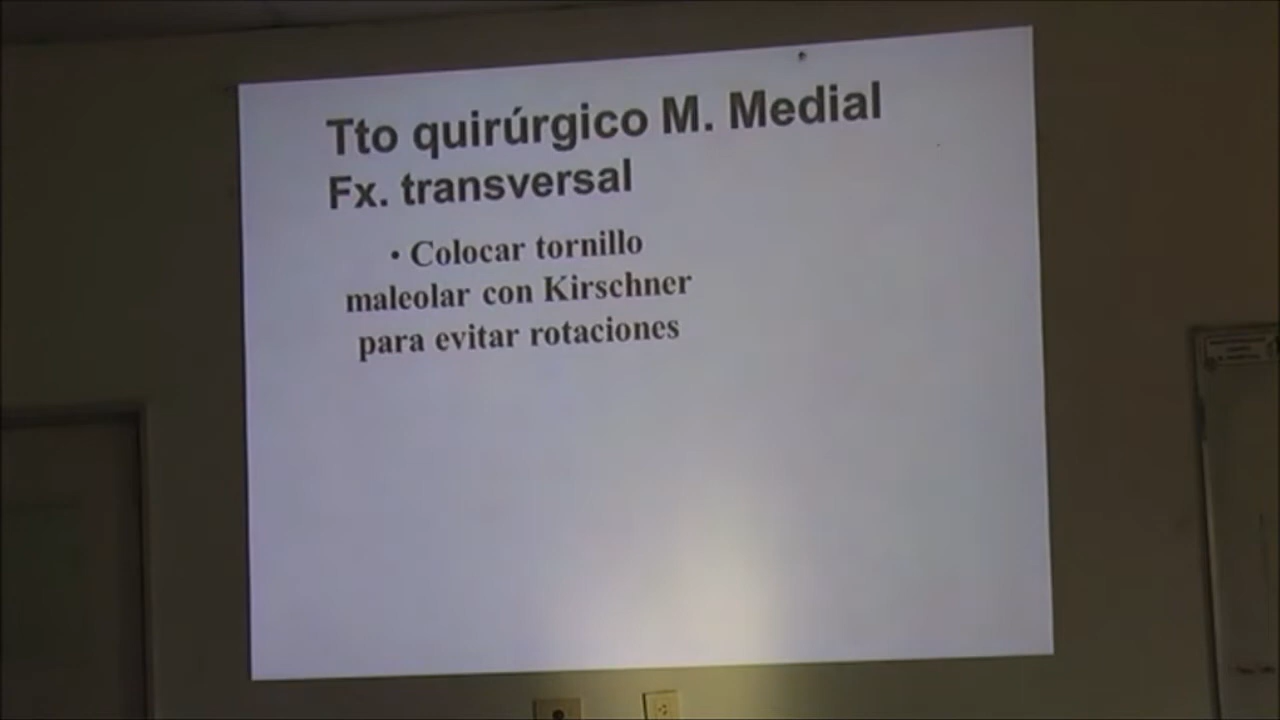 Tto quirúrgico M. Medial
Fx. transversal
• Colocar tornillo
maleolar con Kirschner
para evitar rotaciones